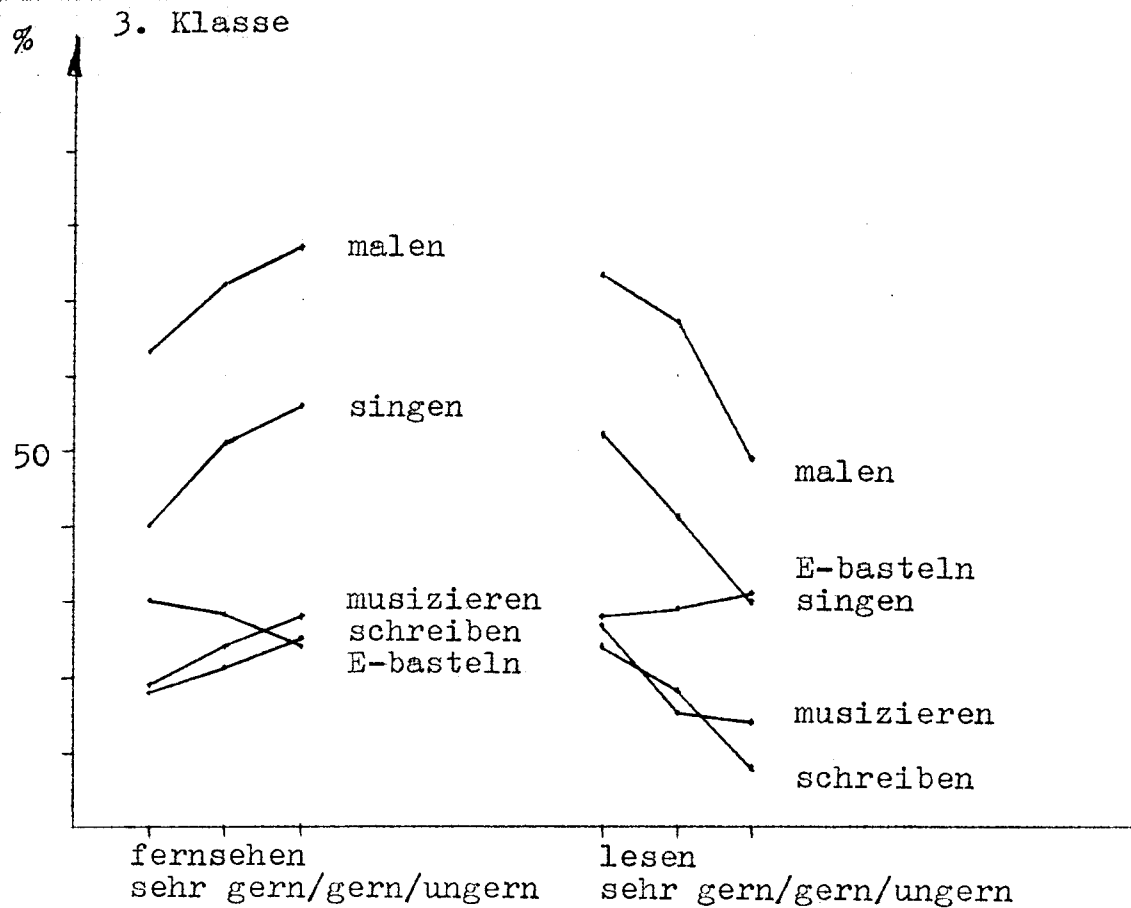 3. Klasse
%
malen
singen
50
malen
E-basteln
musizieren
singen
schreiben
E-basteln
musizieren
schreiben
fernsehen
lesen
sehr gern/gern/ungern
sehr gern/gern/ungern